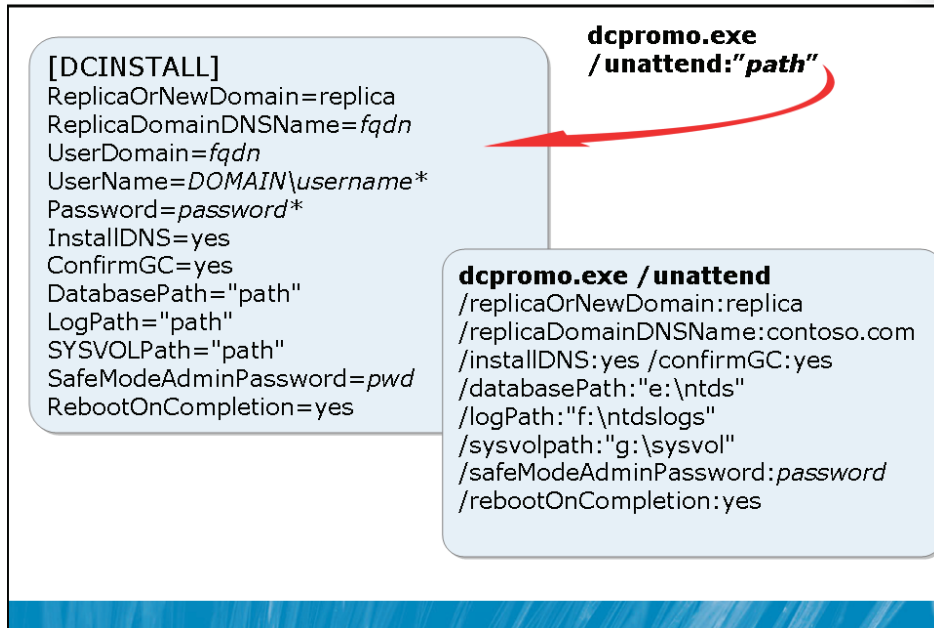 dcpromo.exe
/unattend:"path"
[DCINSTALL]
ReplicaOrNewDomain=replica
ReplicaDomainDNSName=fqdn
UserDomain=fqdn
UserName=DOMAIN\username*
Password=password*
InstallDNS=yes
ConfirmGC=yes
DatabasePath="path"
LogPath="path"
SYSVOLPath="path"
SafeModeAdminPassword=pwd
RebootOnCompletion=yes
dcpromo.exe /unattend
/replicaOrNewDomain:replica
/replicaDomainDNSName:contoso.com
/installDNS:yes /confirmGC:yes
/databasePath:"e:\ntds"
/logPath:"f:\ntdslogs"
/sysvolpath:"g:\sysvol"
/safeModeAdminPassword:password
/rebootOnCompletion:yes